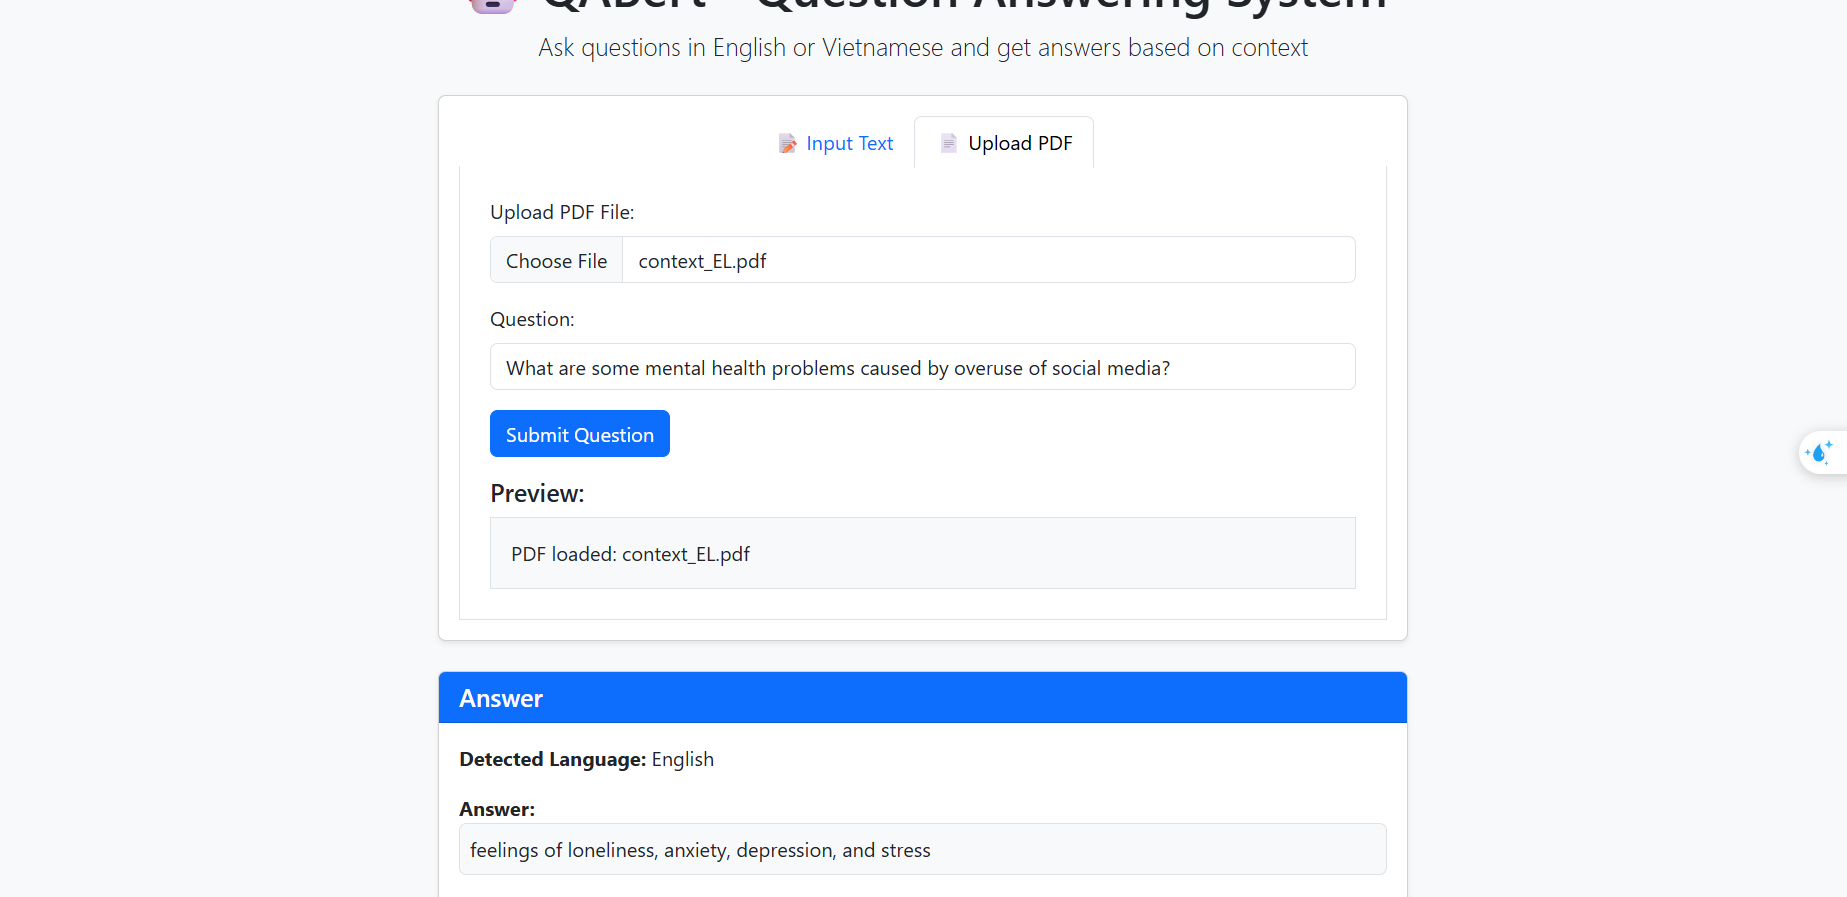 QABert - Question Answering System
Ask questions in English or Vietnamese and get answers based on context
Input Text
Upload PDF
Upload PDF File:
Choose File
context_EL.pdf
Question:
What are some mental health problems caused by overuse of social media?
Submit Question
Preview:
PDF loaded: context_EL.pdf
Answer
Detected Language: English
Answer:
feelings of loneliness, anxiety, depression, and stress